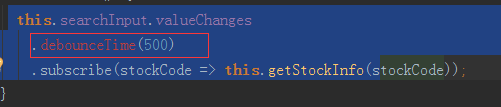 this.searchInput.valueChanges
.debounceTime(500)
.subscribe(stockCode => this.getStockInfo(stockCode));
}